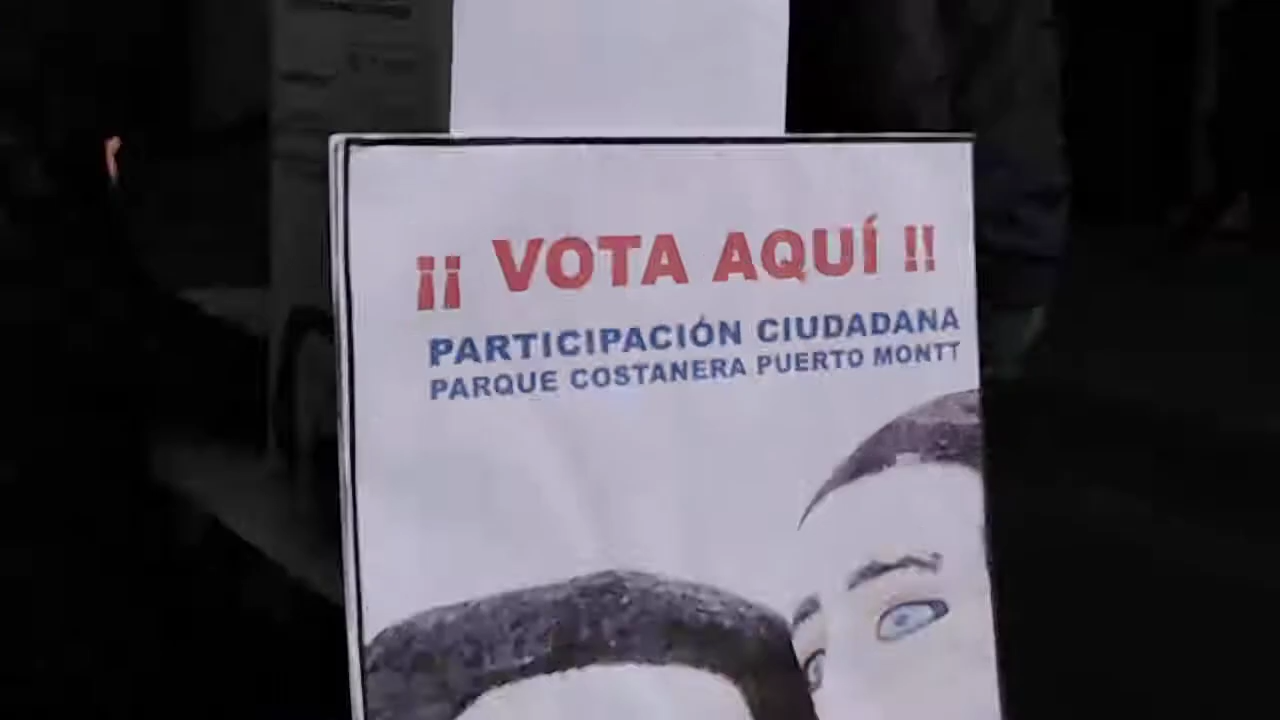 ¡¡ VOTA AQUÍ !!
PARTICIPACIÓN CIUDADANA
PARQUE COSTANERA PUERTO MONTT